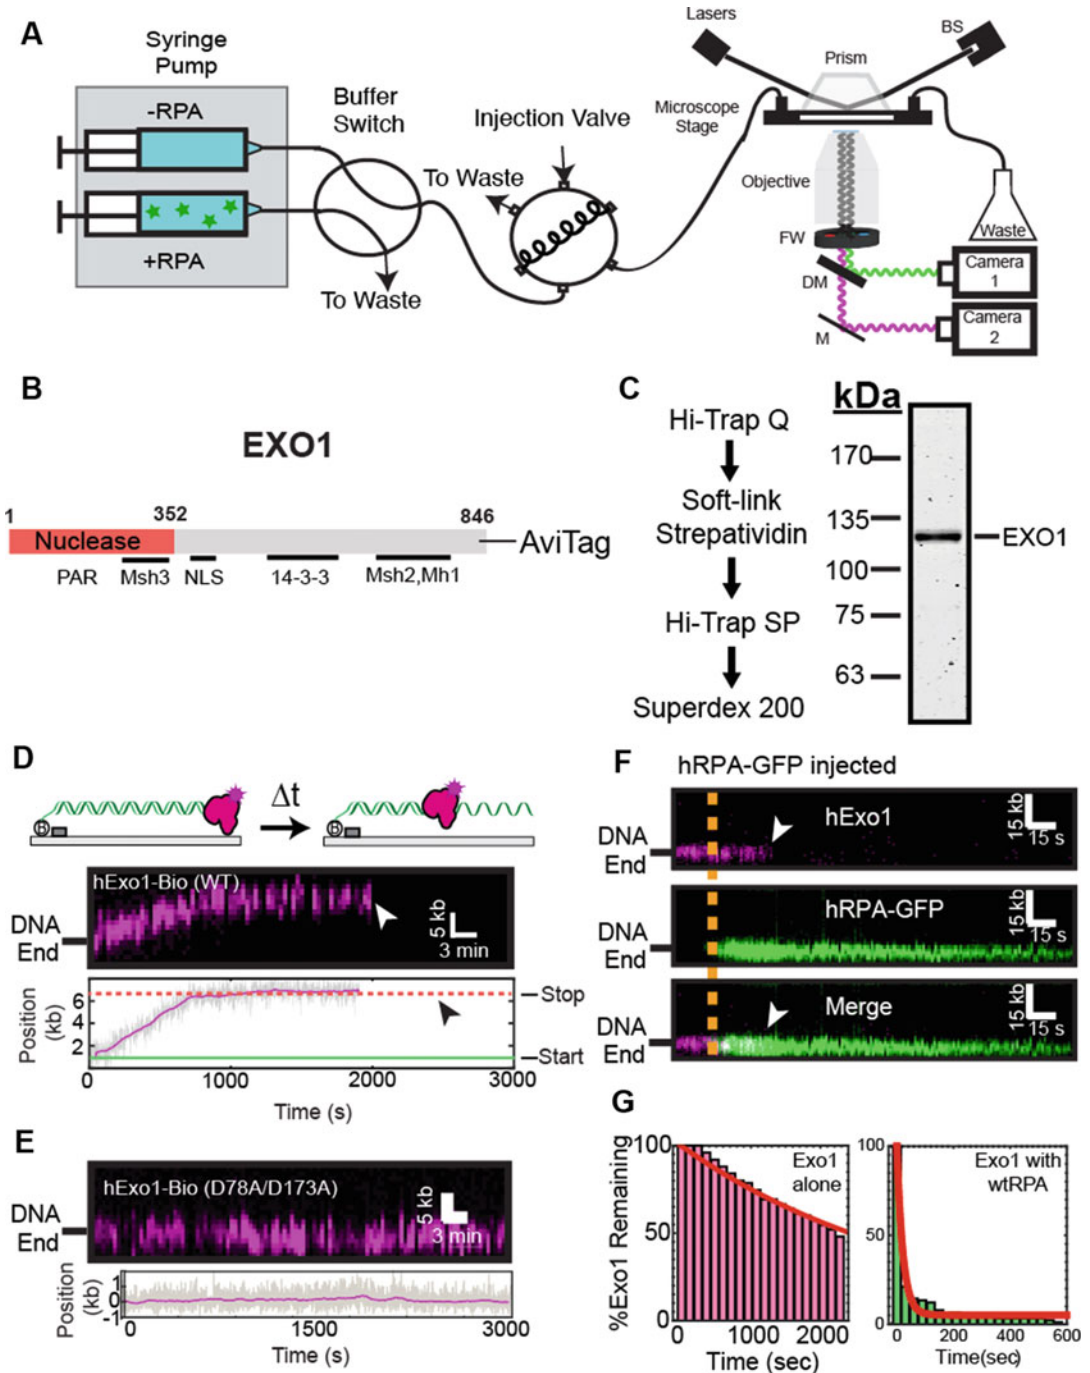 A
Syringe
Pump
-RPA
+RPA
Buffer
Switch
To Waste
To Waste
Injection Valve
Lasers
BS
Prism
Microscope
Stage
Objective
FW
DM
M
Waste
Camera
1
Camera
2
B
EXO1
1
352
846
Nuclease
AviTag
PAR
Msh3
NLS
14-3-3
Msh2,Mh1
C
Hi-Trap Q
Soft-link
Strepatividin
Hi-Trap SP
Superdex 200
kDa
170
135
100
75
63
EXO1
D
Δt
B
B
hExo1-Bio (WT)
DNA
End
5 kb
3 min
Position
(kb)
6
4
2
Stop
Start
0
1000
2000
3000
Time (s)
E
hExo1-Bio (D78A/D173A)
DNA
End
5 kb
3 min
Position
(kb)
1
0
-1
0
1500
3000
Time (s)
F
hRPA-GFP injected
hExo1
DNA
End
15 kb
15 s
hRPA-GFP
DNA
End
15 kb
15 s
Merge
DNA
End
15 kb
15 s
G
%Exo1 Remaining
100
50
0
Exo1
alone
0
1000
2000
Time (sec)
100
50
0
Exo1 with
wtRPA
0
200
400
600
Time(sec)